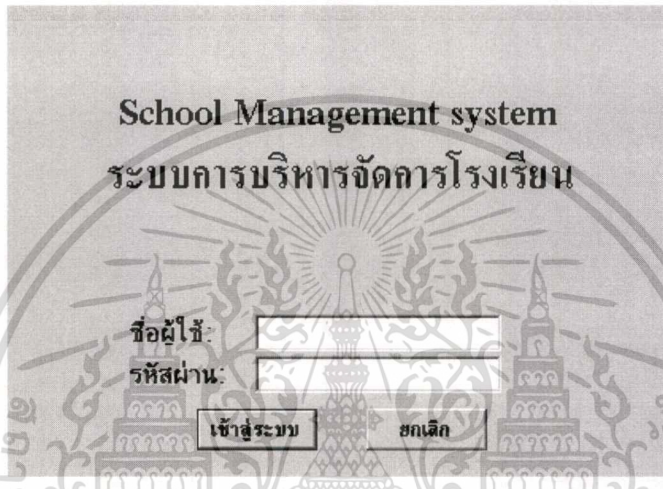 School Management system
ระบบการบริหารจัดการโรงเรียน
ชื่อผู้ใช้:
รหัสผ่าน:
เข้าสู่ระบบ ยกเลิก